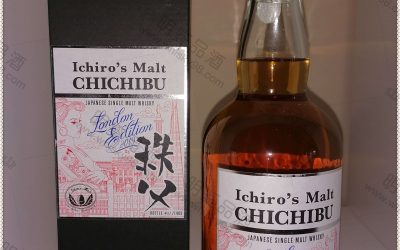 Ichiro's Malt
CHICHIBU
JAPANESE SINGLE MALT WHISKY
London
Edition
秩父
Ichiro's Malt
CHICHIBU
JAPANESE SINGLE MALT WHISKY